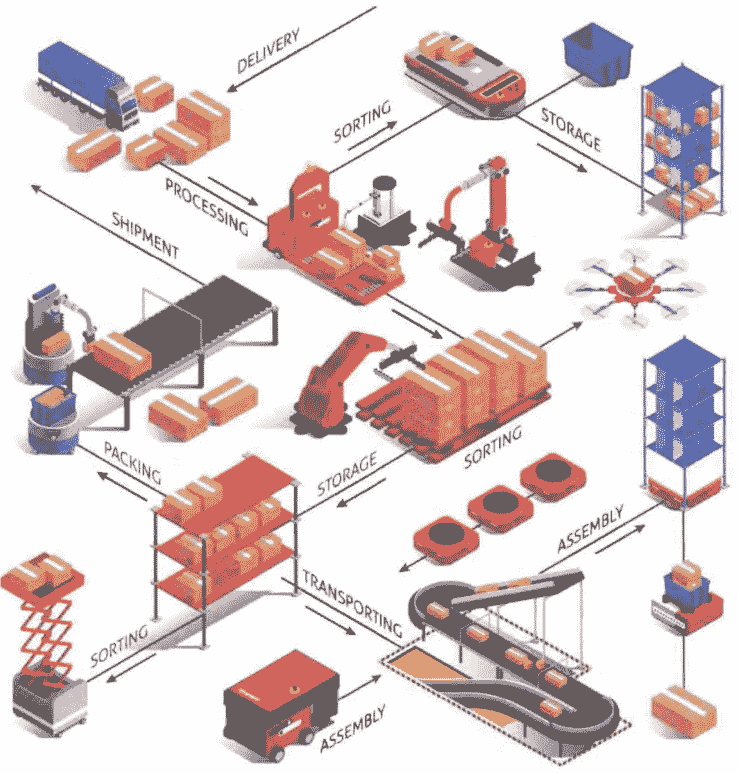 DELIVERY
SORTING
STORAGE
PROCESSING
SHIPMENT
PACKING
STORAGE
SORTING
ASSEMBLY
TRANSPORTING
SORTING
ASSEMBLY